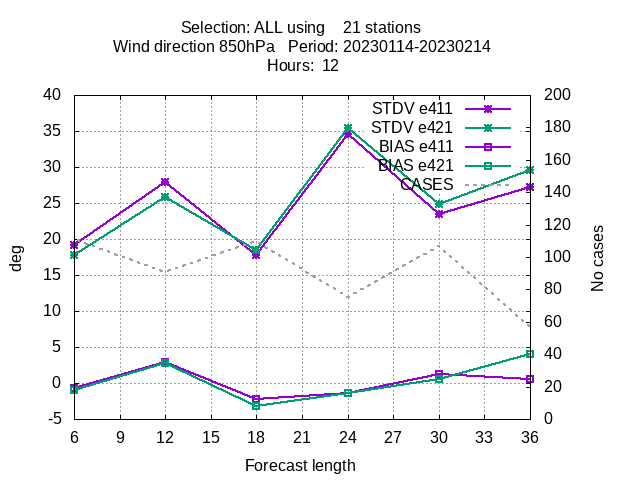 Selection: ALL using 21 stations
Wind direction 850hPa Period: 20230114-20230214
Hours: 12
40 200
35 STDV e411 180
STDV e421
30 BIAS e411 160
BIAS e421
25 CASES 140
20 120
15 100
10 80
5 60
0 40
-5 20
0
deg
No cases
6 9 12 15 18 21 24 27 30 33 36
Forecast length